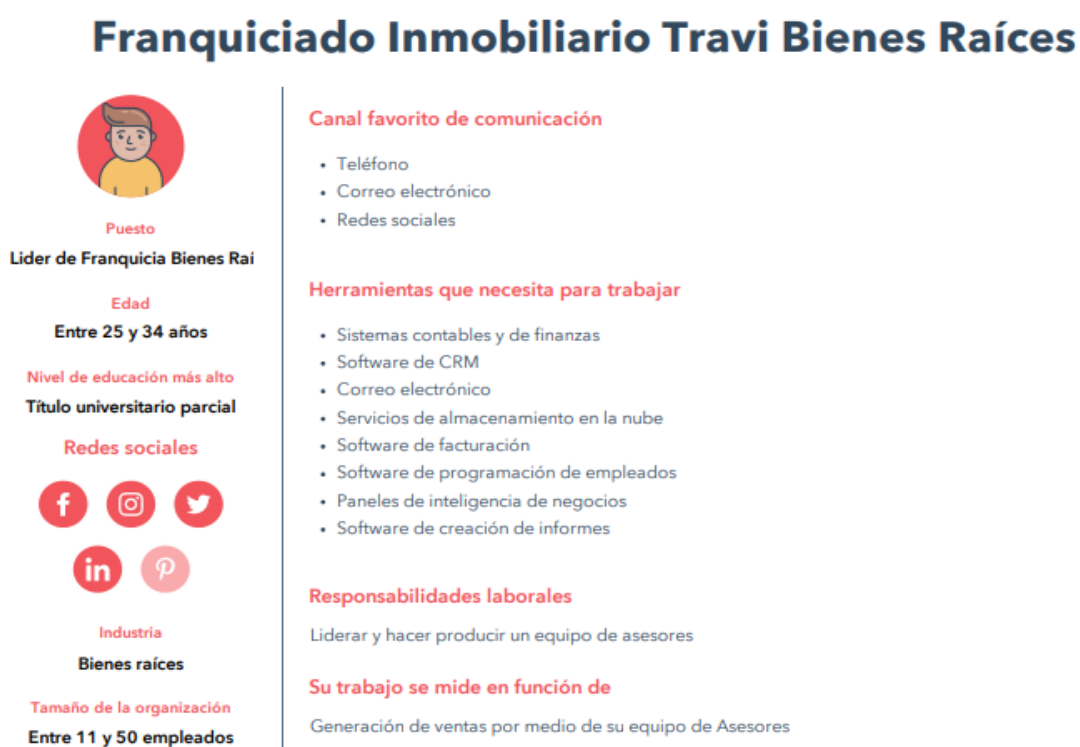 Franquiciado Inmobiliario Travi Bienes Raíces
Puesto
Lider de Franquicia Bienes Raí
Edad
Entre 25 y 34 años
Nivel de educación más alto
Título universitario parcial
Redes sociales
f
in
Industria
Bienes raíces
Tamaño de la organización
Entre 11 y 50 empleados
Canal favorito de comunicación
• Teléfono
• Correo electrónico
• Redes sociales
Herramientas que necesita para trabajar
• Sistemas contables y de finanzas
• Software de CRM
• Correo electrónico
• Servicios de almacenamiento en la nube
• Software de facturación
• Software de programación de empleados
• Paneles de inteligencia de negocios
• Software de creación de informes
Responsabilidades laborales
Liderar y hacer producir un equipo de asesores
Su trabajo se mide en función de
Generación de ventas por medio de su equipo de Asesores